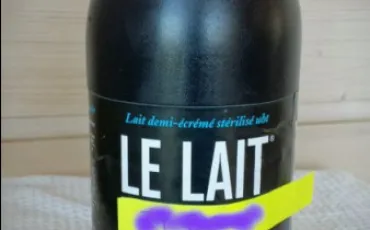 Lait demi-écrémé stérilisé uht
LE LAIT®